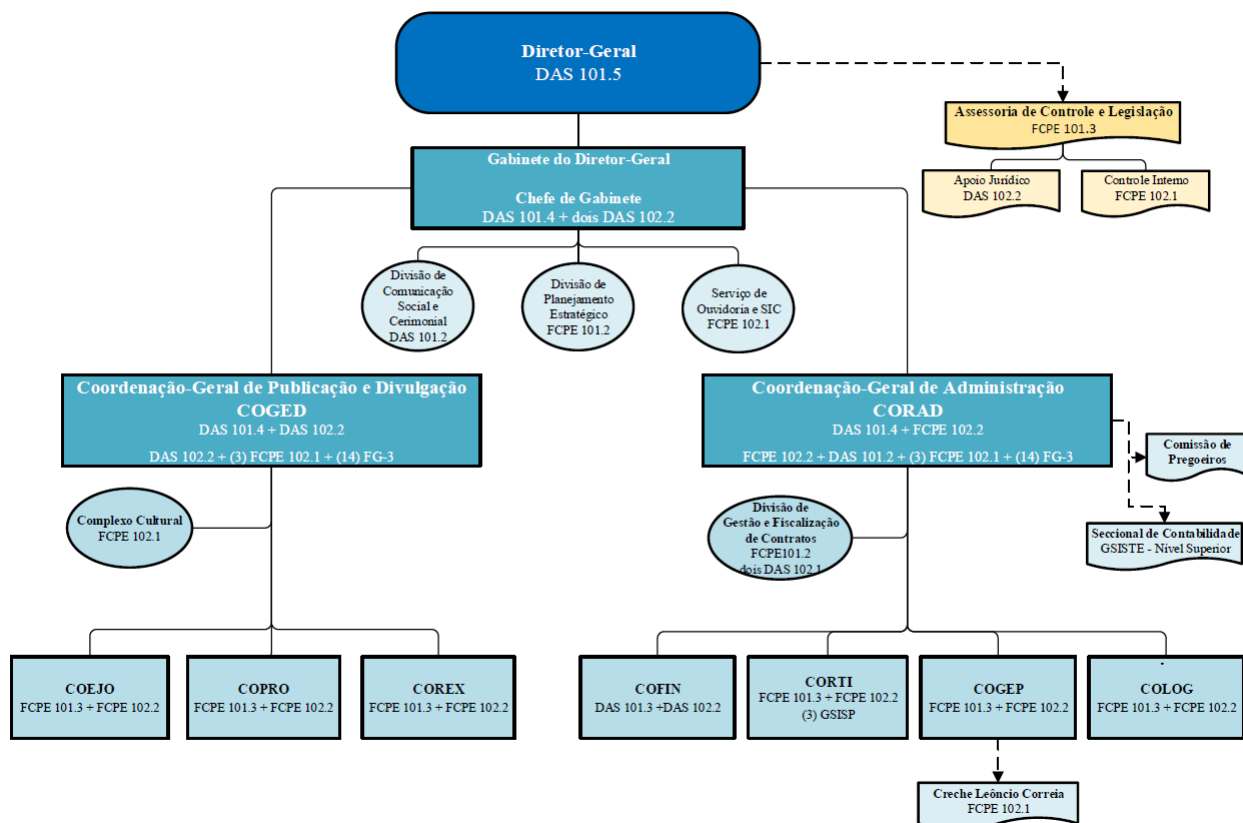 Diretor-Geral
DAS 101.5
Assessoria de Controle e Legislação
FCPE 101.3
Apoio Jurídico
DAS 102.2
Controle Interno
FCPE 102.1
Gabinete do Diretor-Geral
Chefe de Gabinete
DAS 101.4 + dois DAS 102.2
Divisão de
Comunicação
Social e
Cerimonial
DAS 101.2
Divisão de
Planejamento
Estratégico
FCPE 101.2
Serviço de
Ouvidoria e SIC
FCPE 102.1
Coordenação-Geral de Publicação e Divulgação
COGED
DAS 101.4 + DAS 102.2
DAS 102.2 + (3) FCPE 102.1 + (14) FG-3
Coordenação-Geral de Administração
CORAD
DAS 101.4 + FCPE 102.2
FCPE 102.2 + DAS 101.2 + (3) FCPE 102.1 + (14) FG-3
Comissão de
Pregoeiros
Complexo Cultural
FCPE 102.1
Divisão de
Gestão e Fiscalização
de Contratos
FCPE101.2
dois DAS 102.1
Seccional de Contabilidade
GSISTE - Nível Superior
COEJO
FCPE 101.3 + FCPE 102.2
COPRO
FCPE 101.3 + FCPE 102.2
COREX
FCPE 101.3 + FCPE 102.2
COFIN
DAS 101.3 +DAS 102.2
CORTI
FCPE 101.3 + FCPE 102.2
(3) GSISP
COGEP
FCPE 101.3 + FCPE 102.2
.
COLOG
FCPE 101.3 + FCPE 102.2
Creche Leôncio Correia
FCPE 102.1